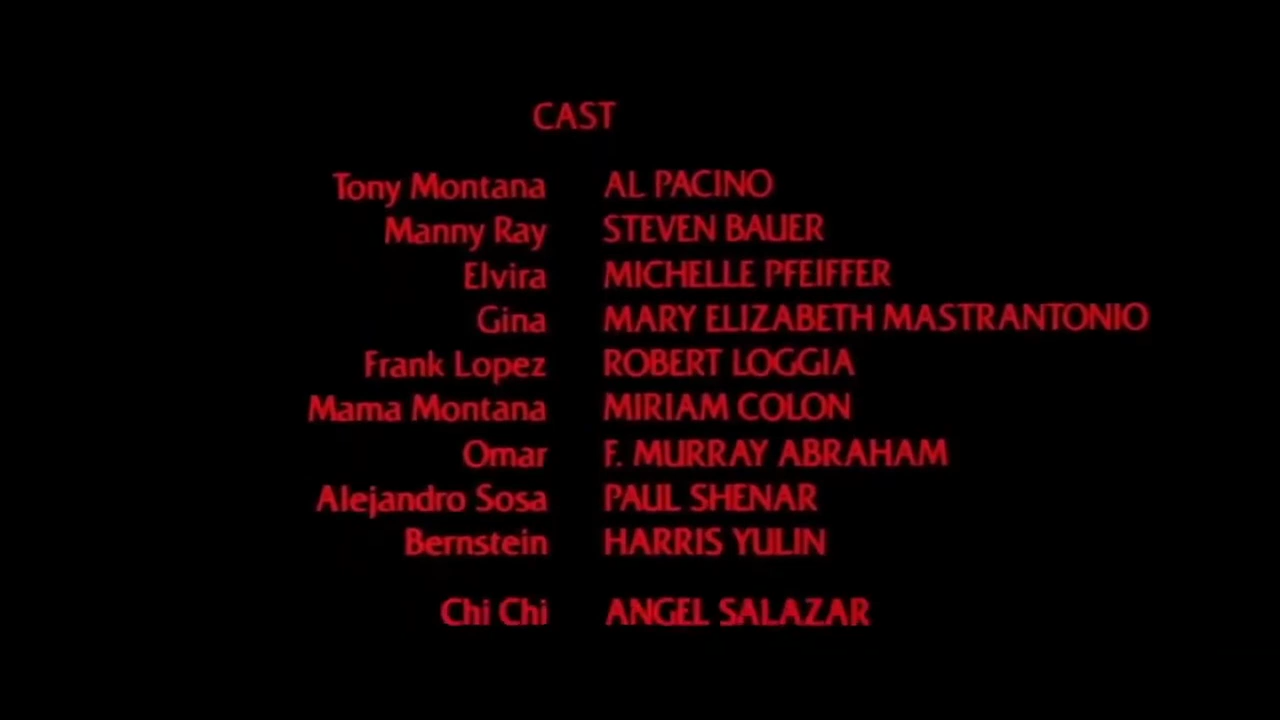 CAST
Tony Montana AL PACINO
Manny Ray STEVEN BAUER
Elvira MICHELLE PFEIFFER
Gina MARY ELIZABETH MASTRANTONIO
Frank Lopez ROBERT LOGGIA
Mama Montana MIRIAM COLON
Omar F. MURRAY ABRAHAM
Alejandro Sosa PAUL SHENAR
Bernstein HARRIS YULIN
Chi Chi ANGEL SALAZAR